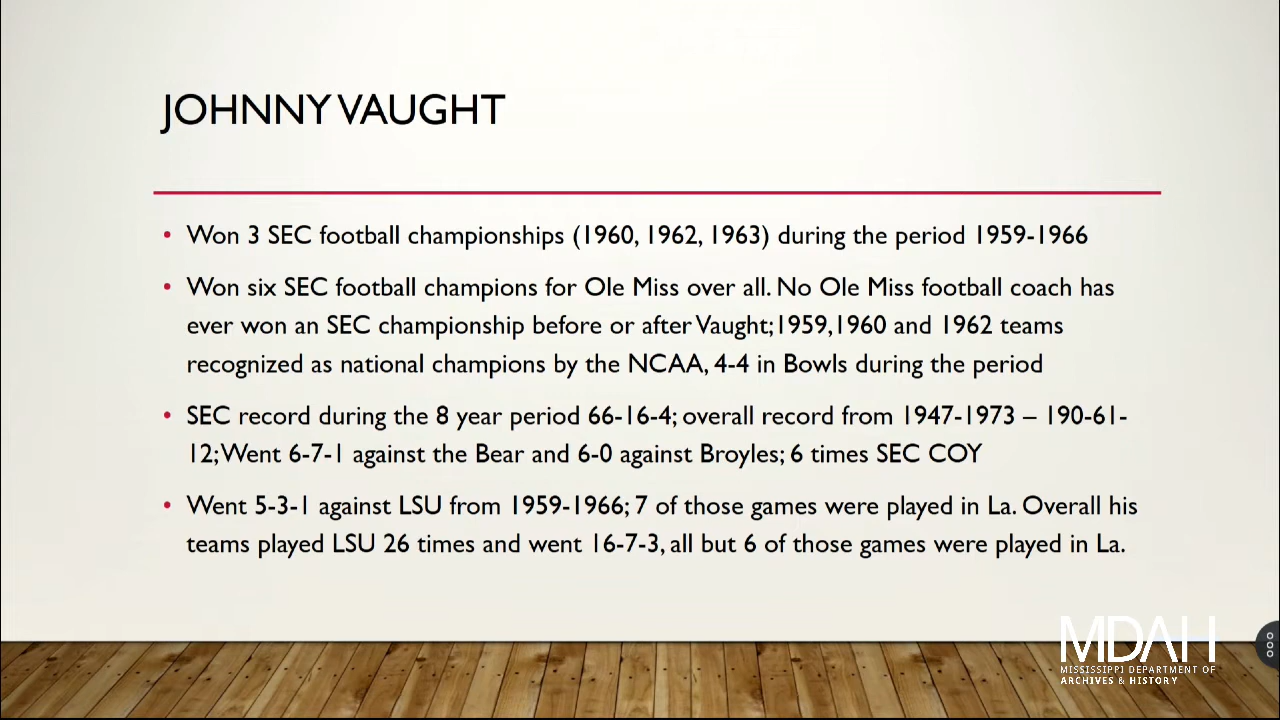 JOHNNY VAUGHT
• Won 3 SEC football championships (1960, 1962, 1963) during the period 1959-1966
• Won six SEC football champions for Ole Miss over all. No Ole Miss football coach has
ever won an SEC championship before or after Vaught;1959,1960 and 1962 teams
recognized as national champions by the NCAA, 4-4 in Bowls during the period
• SEC record during the 8 year period 66-16-4; overall record from 1947-1973 – 190-61-
12; Went 6-7-1 against the Bear and 6-0 against Broyles; 6 times SEC COY
• Went 5-3-1 against LSU from 1959-1966; 7 of those games were played in La. Overall his
teams played LSU 26 times and went 16-7-3, all but 6 of those games were played in La.
MDAH
MISSISSIPPI DEPARTMENT OF
ARCHIVES & HISTORY